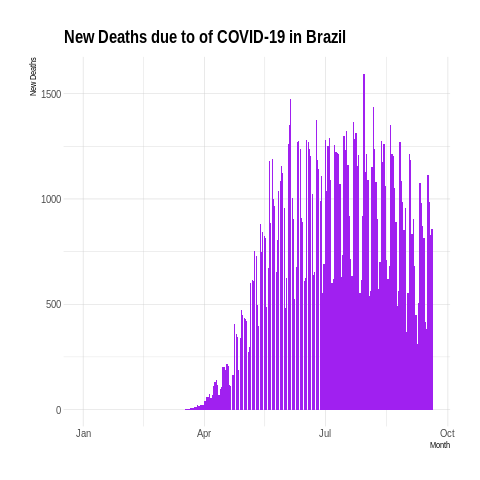 New Deaths due to of COVID-19 in Brazil
New Deaths
1500
1000
500
0
Jan
Apr
Jul
Oct
Month